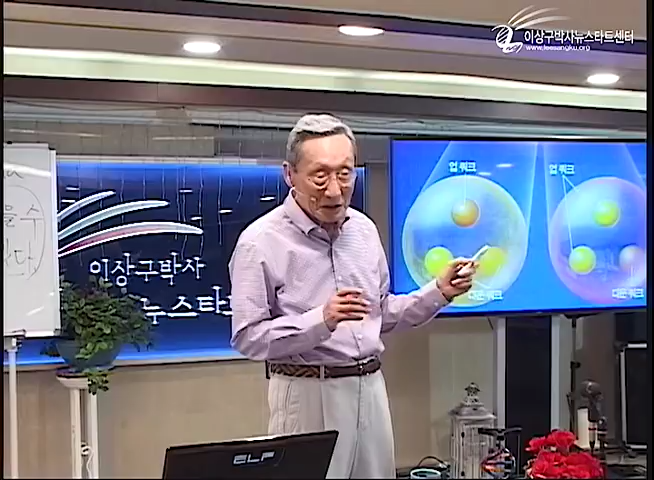 이상구박사뉴스타트센터
www.leesangku.org
업 쿼크
업 쿼크
를 수
이상구박사
뉴스타트
다운 쿼크
다운쿼크
ELP